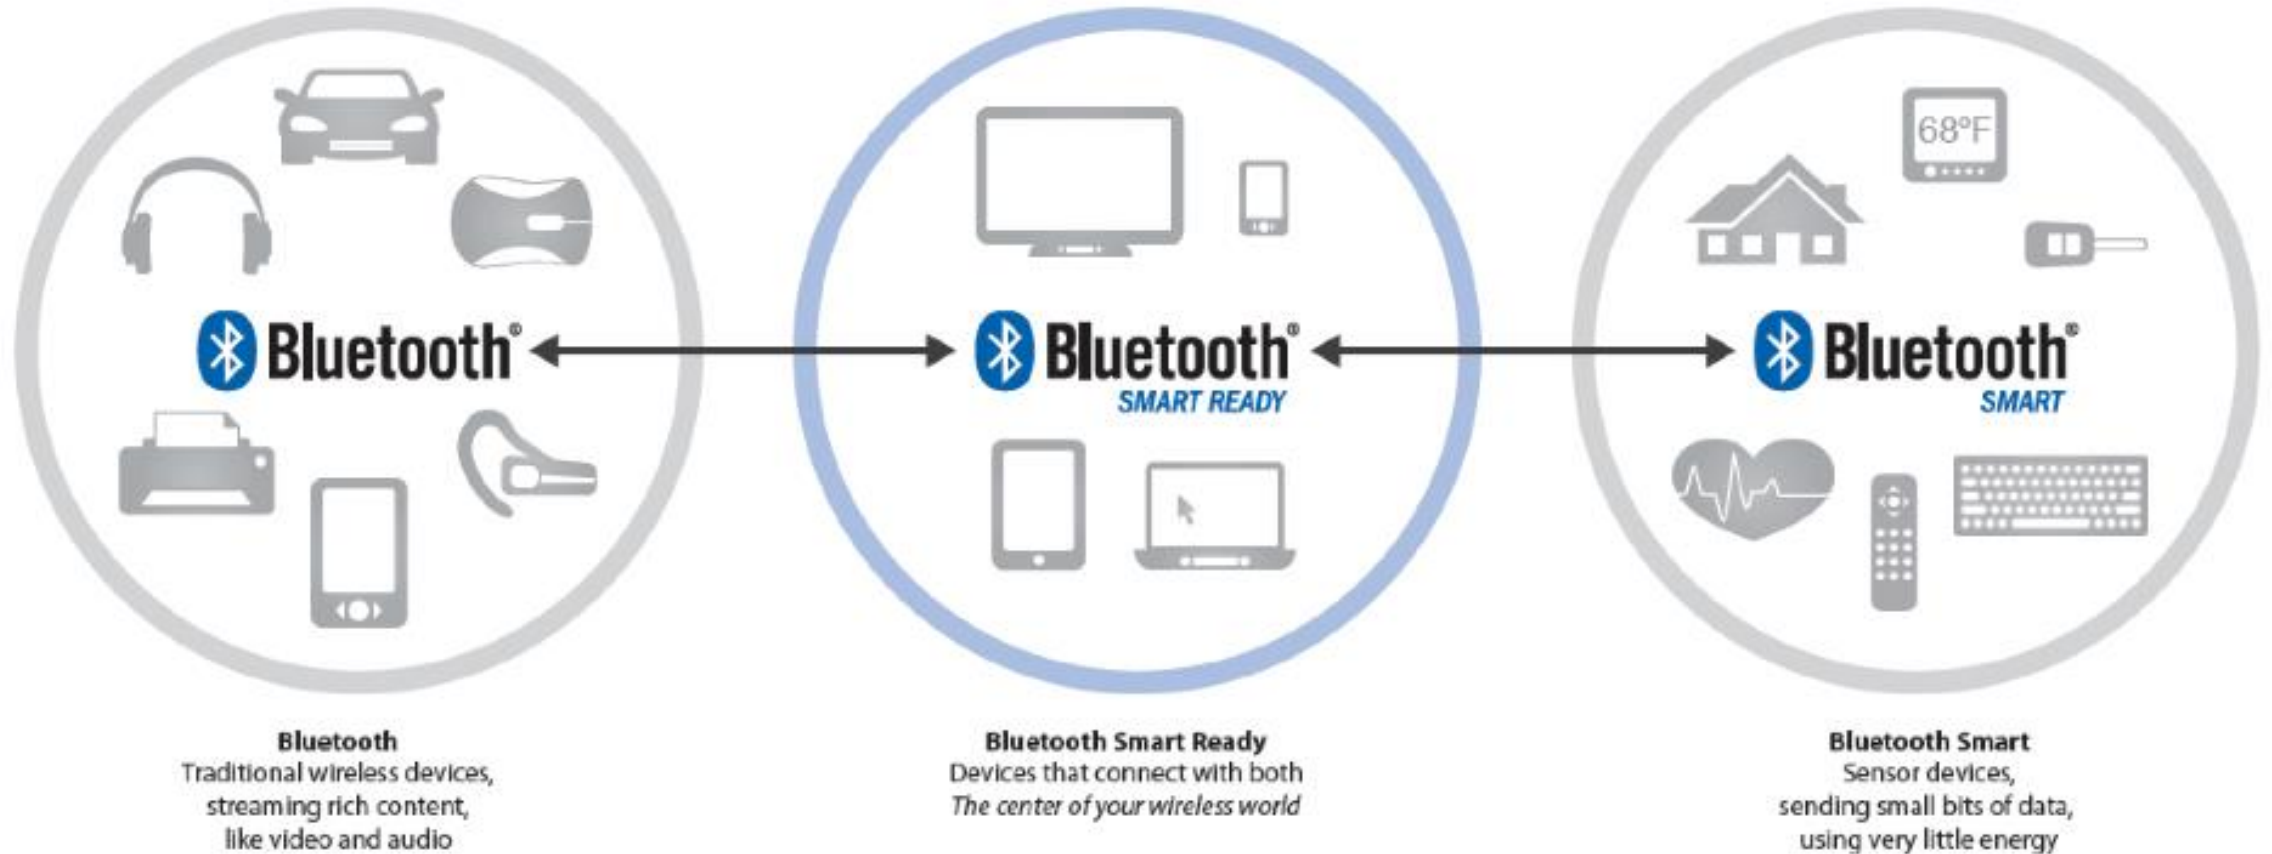 68°F
Bluetooth®
Bluetooth®
SMART READY
Bluetooth®
SMART
Bluetooth
Traditional wireless devices,
streaming rich content,
like video and audio
Bluetooth Smart Ready
Devices that connect with both
The center of your wireless world
Bluetooth Smart
Sensor devices,
sending small bits of data,
using very little energy